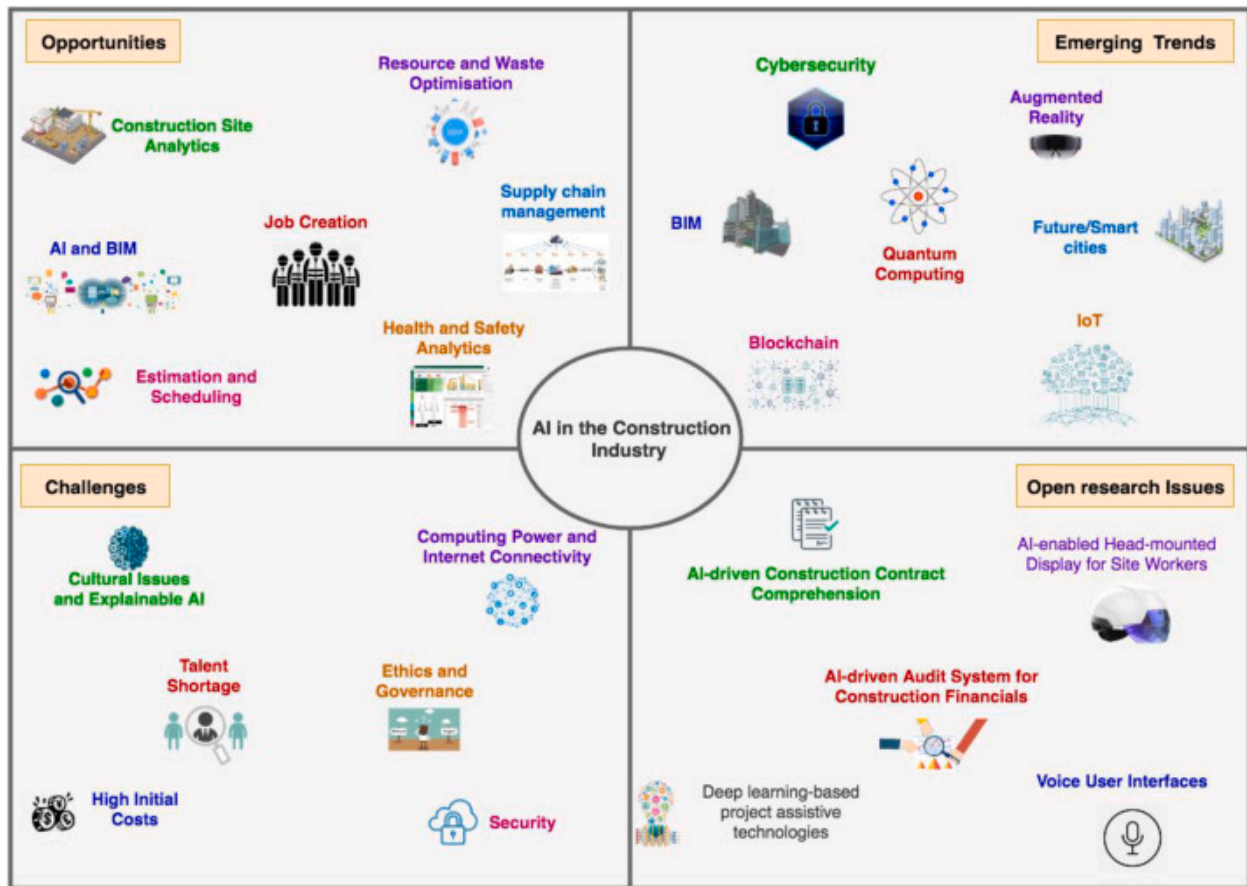 Opportunities
Resource and Waste
Optimisation
Construction Site
Analytics
Supply chain
management
Job Creation
AI and BIM
Health and Safety
Analytics
Estimation and
Scheduling
Emerging Trends
Cybersecurity
Augmented
Reality
BIM
Quantum
Computing
Future/Smart
cities
IoT
Blockchain
AI in the Construction
Industry
Challenges
Computing Power and
Internet Connectivity
Cultural Issues
and Explainable AI
Talent
Shortage
Ethics and
Governance
High Initial
Costs
Security
Open research Issues
AI-enabled Head-mounted
Display for Site Workers
AI-driven Construction Contract
Comprehension
AI-driven Audit System for
Construction Financials
Voice User Interfaces
Deep learning-based
project assistive
technologies